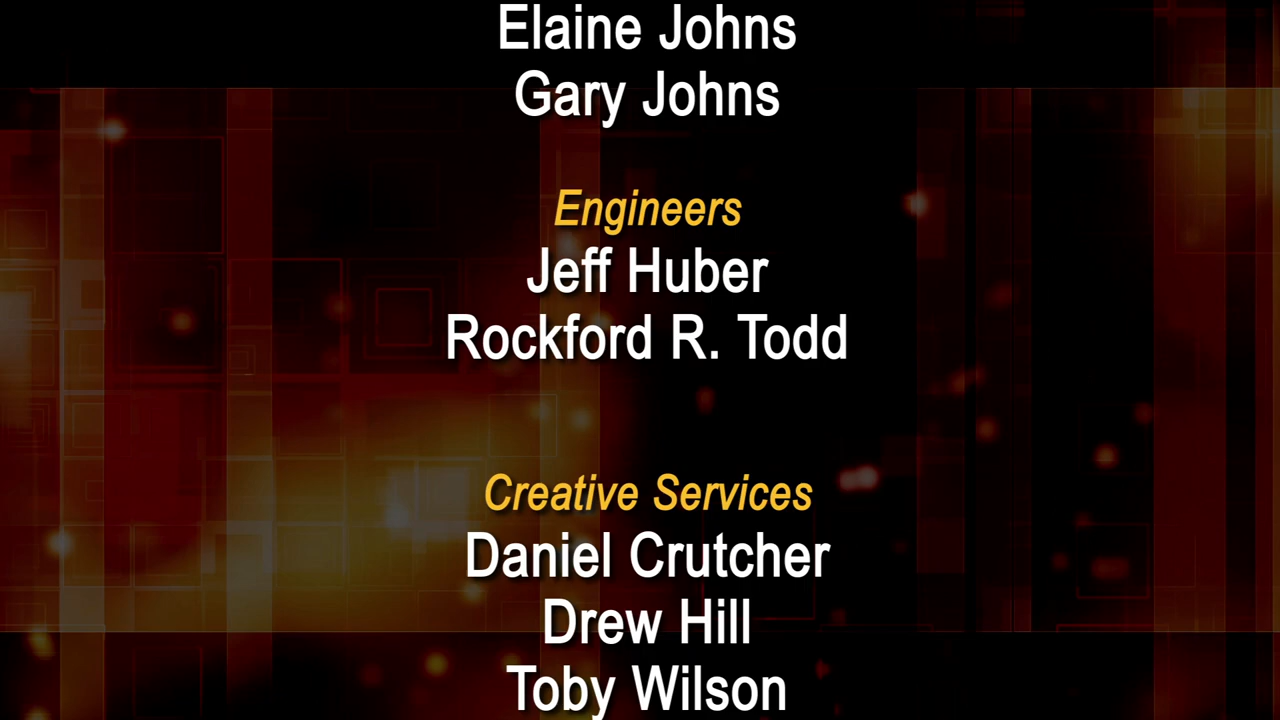 Elaine Johns
Gary Johns
Engineers
Jeff Huber
Rockford R. Todd
Creative Services
Daniel Crutcher
Drew Hill
Toby Wilson